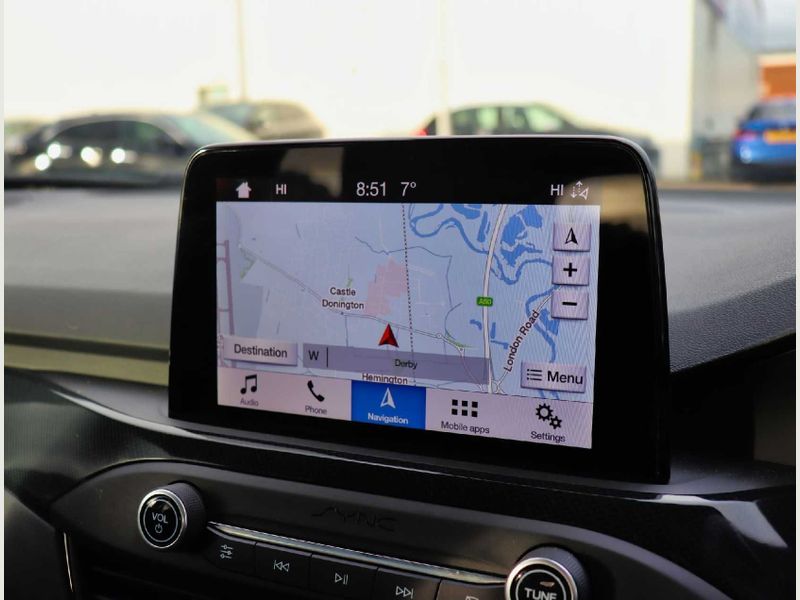 HI 8:51 7° HI
Castle
Donington
A50
London Road
Destination
W
Derby
Hemington
Menu
Audio
Phone
Navigation
Mobile apps
Settings
SYNC
VOL
TUNE